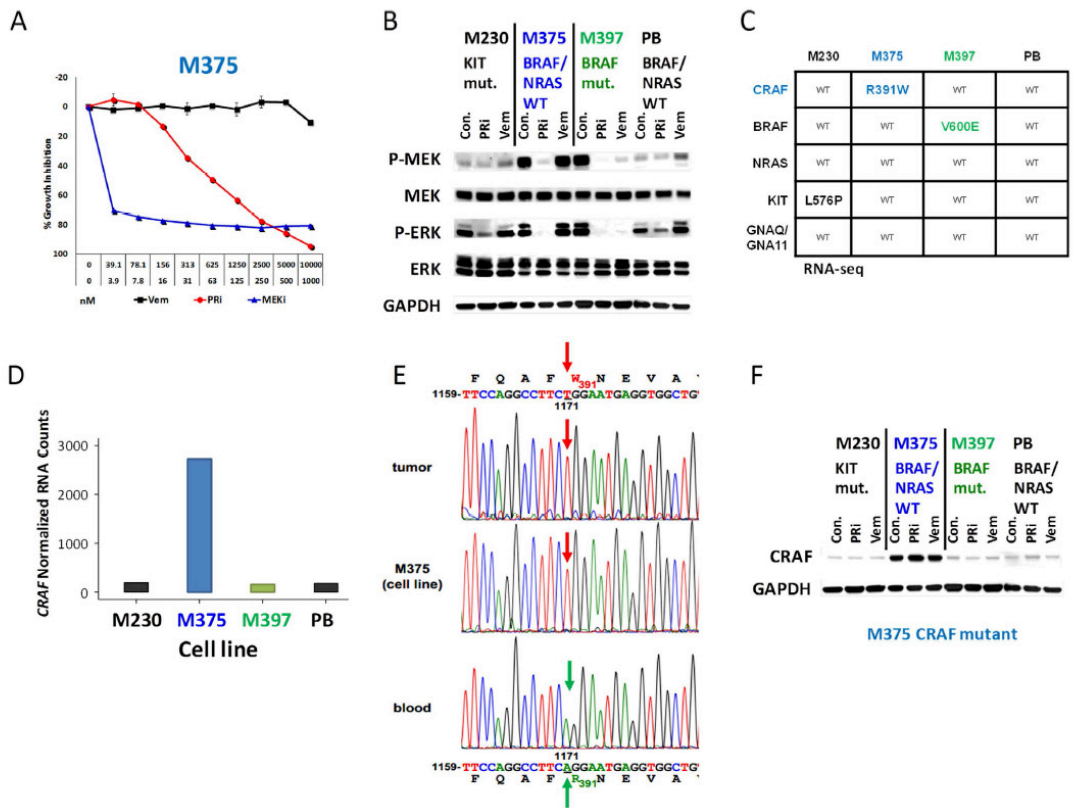 A
M375
% Growth Inhibition
-20
0
20
40
60
80
100
0 39.1 78.1 156 313 625 1250 2500 5000 10000
0 3.9 7.8 16 31 63 125 250 500 1000
nM Vem PRi MEKi
B
M230 M375 M397 PB
KIT BRAF/ BRAF BRAF/
mut. NRAS mut. NRAS
WT WT
Con. PRi Vem Con. PRi Vem Con. PRi Vem Con. PRi Vem
P-MEK
MEK
P-ERK
ERK
GAPDH
C
M230 M375 M397 PB
CRAF WT R391W WT WT
BRAF WT WT V600E WT
NRAS WT WT WT WT
KIT L576P WT WT WT
GNAQ/
GNA11 WT WT WT WT
RNA-seq
D
CRAF Normalized RNA Counts
3000
2000
1000
0
M230 M375 M397 PB
Cell line
E
F Q A F W391 N E V A
1159-TTCCAGGCCTTCTGGAATGAGGTGGCTG
1171
tumor
M375
(cell line)
blood
1171
1159-TTCCAGGCCTTCAGGAATGAGGTGGCTG
F Q A F R391 N E V A
F
M230 M375 M397 PB
KIT BRAF/ BRAF BRAF/
mut. NRAS mut. NRAS
WT WT
Con. PRi Vem Con. PRi Vem Con. PRi Vem Con. PRi Vem
CRAF
GAPDH
M375 CRAF mutant